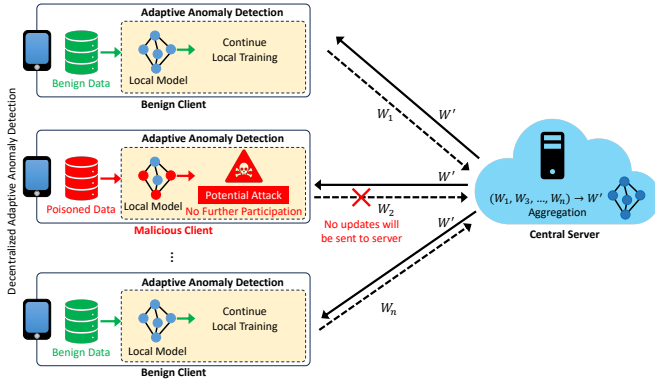 Decentralized Adaptive Anomaly Detection
Adaptive Anomaly Detection
Continue
Local Training
Benign Data
Local Model
Benign Client
Adaptive Anomaly Detection
Potential Attack
Poisoned Data
Local Model
No Further Participation
Malicious Client
...
Adaptive Anomaly Detection
Continue
Local Training
Benign Data
Local Model
Benign Client
W′
W₁
W′
W₂
No updates will
be sent to server
W′
Wₙ
(W₁, W₃, ..., Wₙ) → W′
Aggregation
Central Server